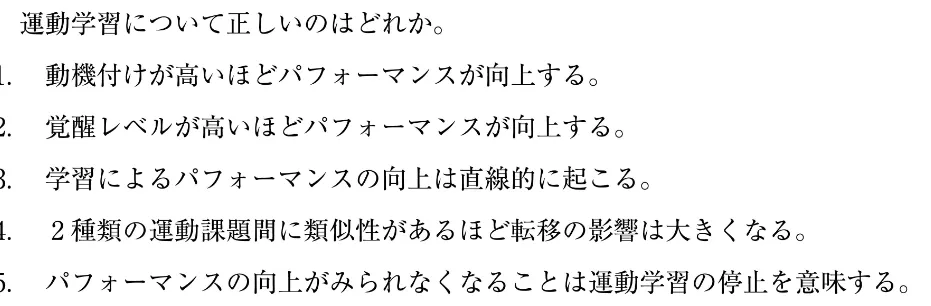 運動学習について正しいのはどれか。
1. 動機付けが高いほどパフォーマンスが向上する。
2. 覚醒レベルが高いほどパフォーマンスが向上する。
3. 学習によるパフォーマンスの向上は直線的に起こる。
4. 2種類の運動課題間に類似性があるほど転移の影響は大きくなる。
5. パフォーマンスの向上がみられなくなることは運動学習の停止を意味する。